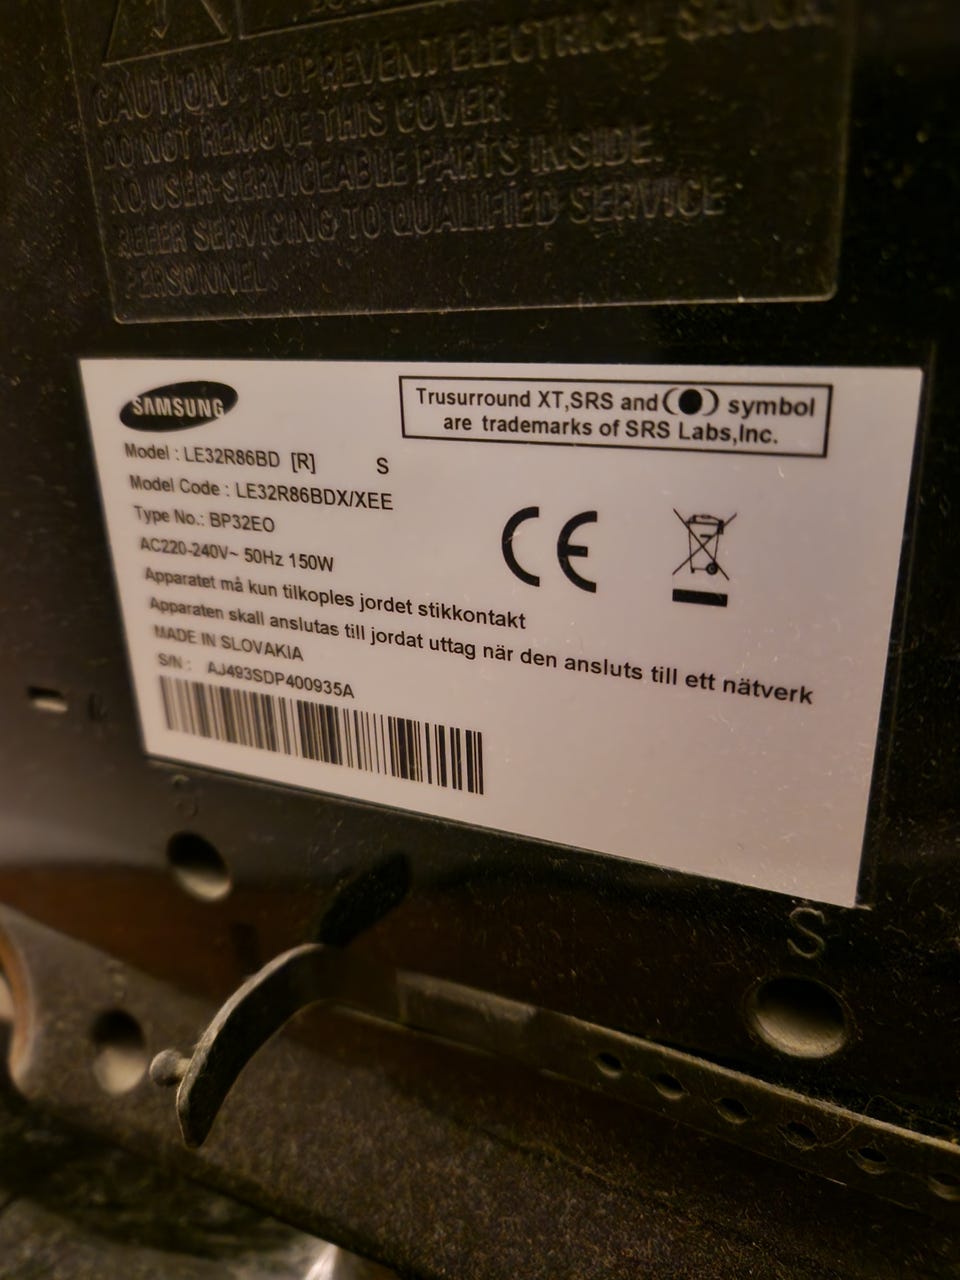 CAUTION : TO PREVENT ELECTRICAL SHOCK,
DO NOT REMOVE THIS COVER.
NO USER-SERVICEABLE PARTS INSIDE.
REFER SERVICING TO QUALIFIED SERVICE
PERSONNEL.
SAMSUNG
Trusurround XT,SRS and symbol
are trademarks of SRS Labs,Inc.
Model : LE32R86BD [R] S
Model Code : LE32R86BDX/XEE
Type No.: BP32EO
AC220-240V~ 50Hz 150W
CE
Apparatet må kun tilkoples jordet stikkontakt
Apparaten skall anslutas till jordat uttag när den ansluts till ett nätverk
MADE IN SLOVAKIA
S/N : AJ493SDP400935A
S